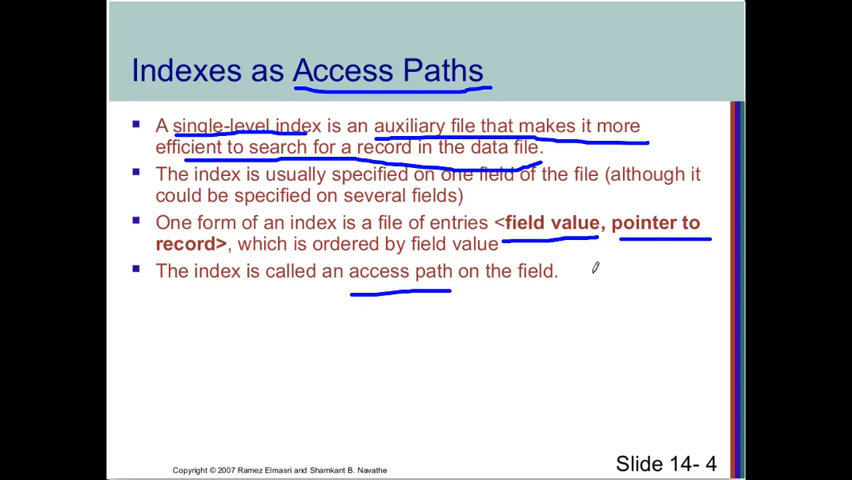 Indexes as Access Paths
A single-level index is an auxiliary file that makes it more
efficient to search for a record in the data file.
The index is usually specified on one field of the file (although it
could be specified on several fields)
One form of an index is a file of entries <field value, pointer to
record>, which is ordered by field value
The index is called an access path on the field.
Copyright © 2007 Ramez Elmasri and Shamkant B. Navathe
Slide 14- 4